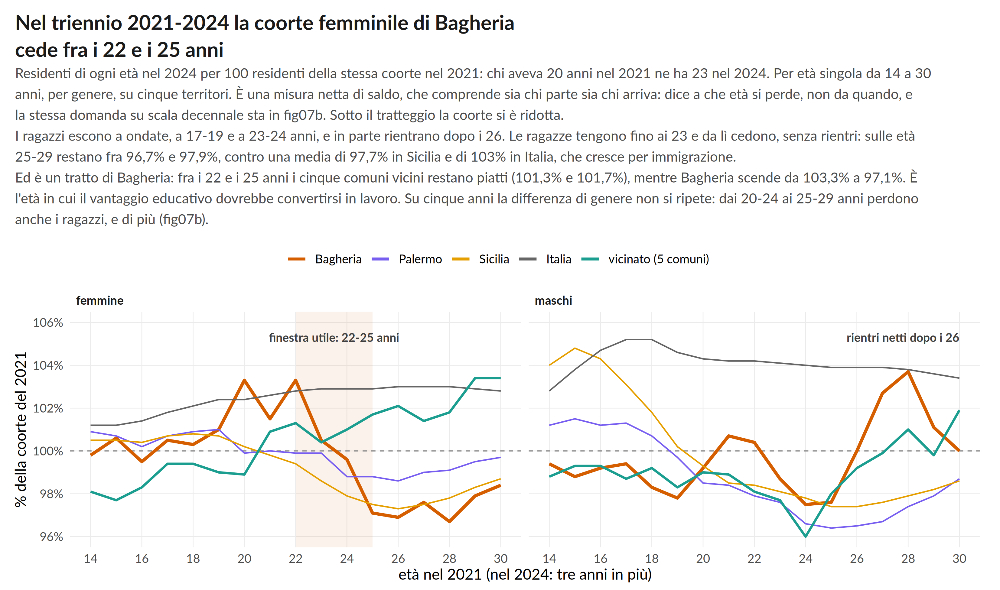 Nel triennio 2021-2024 la coorte femminile di Bagheria
cede fra i 22 e i 25 anni
Residenti di ogni età nel 2024 per 100 residenti della stessa coorte nel 2021: chi aveva 20 anni nel 2021 ne ha 23 nel 2024. Per età singola da 14 a 30
anni, per genere, su cinque territori. È una misura netta di saldo, che comprende sia chi parte sia chi arriva: dice a che età si perde, non da quando, e
la stessa domanda su scala decennale sta in fig07b. Sotto il tratteggio la coorte si è ridotta.
I ragazzi escono a ondate, a 17-19 e a 23-24 anni, e in parte rientrano dopo i 26. Le ragazze tengono fino ai 23 e da lì cedono, senza rientri: sulle età
25-29 restano fra 96,7% e 97,9%, contro una media di 97,7% in Sicilia e di 103% in Italia, che cresce per immigrazione.
Ed è un tratto di Bagheria: fra i 22 e i 25 anni i cinque comuni vicini restano piatti (101,3% e 101,7%), mentre Bagheria scende da 103,3% a 97,1%. È
l'età in cui il vantaggio educativo dovrebbe convertirsi in lavoro. Su cinque anni la differenza di genere non si ripete: dai 20-24 ai 25-29 anni perdono
anche i ragazzi, e di più (fig07b).
Bagheria Palermo Sicilia Italia vicinato (5 comuni)
femmine
maschi
finestra utile: 22-25 anni
rientri netti dopo i 26
% della coorte del 2021
106%
104%
102%
100%
98%
96%
14 16 18 20 22 24 26 28 30
14 16 18 20 22 24 26 28 30
età nel 2021 (nel 2024: tre anni in più)